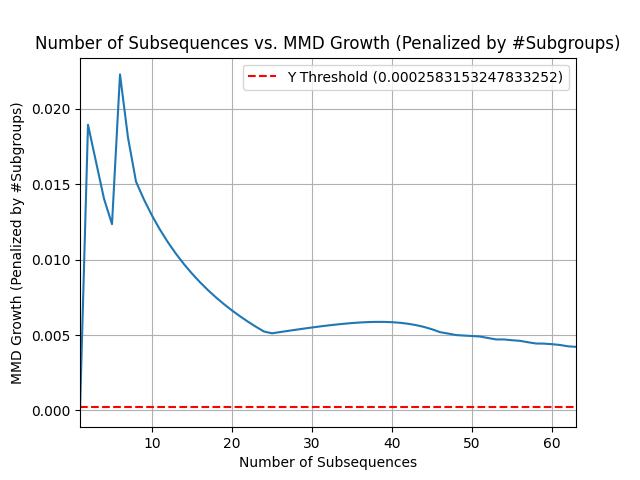 Number of Subsequences vs. MMD Growth (Penalized by #Subgroups)
Y Threshold (0.0002583153247833252)
MMD Growth (Penalized by #Subgroups)
0.020
0.015
0.010
0.005
0.000
10 20 30 40 50 60
Number of Subsequences